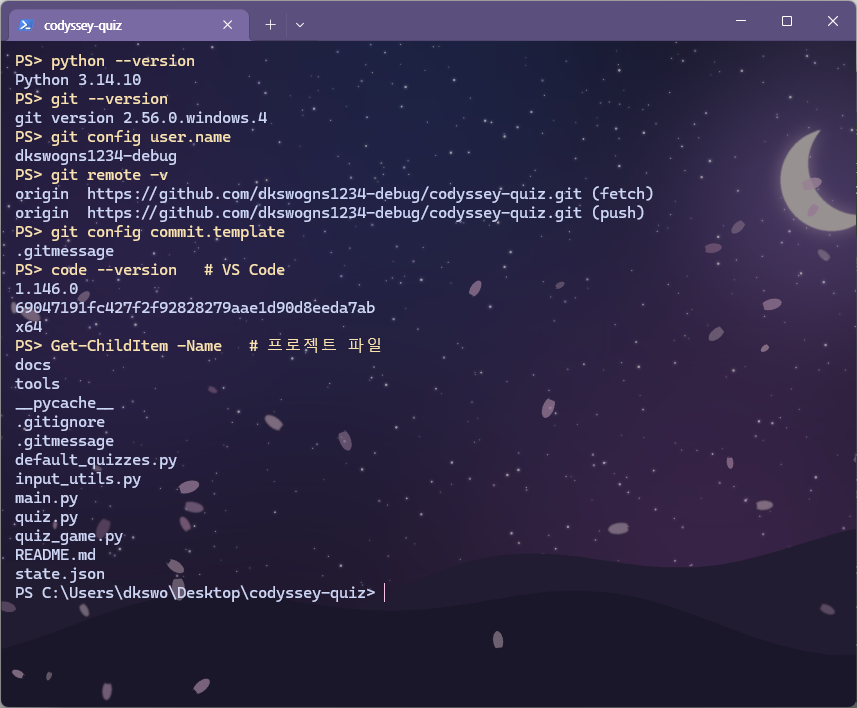 codyssey-quiz
PS> python --version
Python 3.14.10
PS> git --version
git version 2.56.0.windows.4
PS> git config user.name
dkswogns1234-debug
PS> git remote -v
origin  https://github.com/dkswogns1234-debug/codyssey-quiz.git (fetch)
origin  https://github.com/dkswogns1234-debug/codyssey-quiz.git (push)
PS> git config commit.template
.gitmessage
PS> code --version   # VS Code
1.146.0
69047191fc427f2f92828279aae1d90d8eeda7ab
x64
PS> Get-ChildItem -Name   # 프로젝트 파일
docs
tools
__pycache__
.gitignore
.gitmessage
default_quizzes.py
input_utils.py
main.py
quiz.py
quiz_game.py
README.md
state.json
PS C:\Users\dkswo\Desktop\codyssey-quiz>